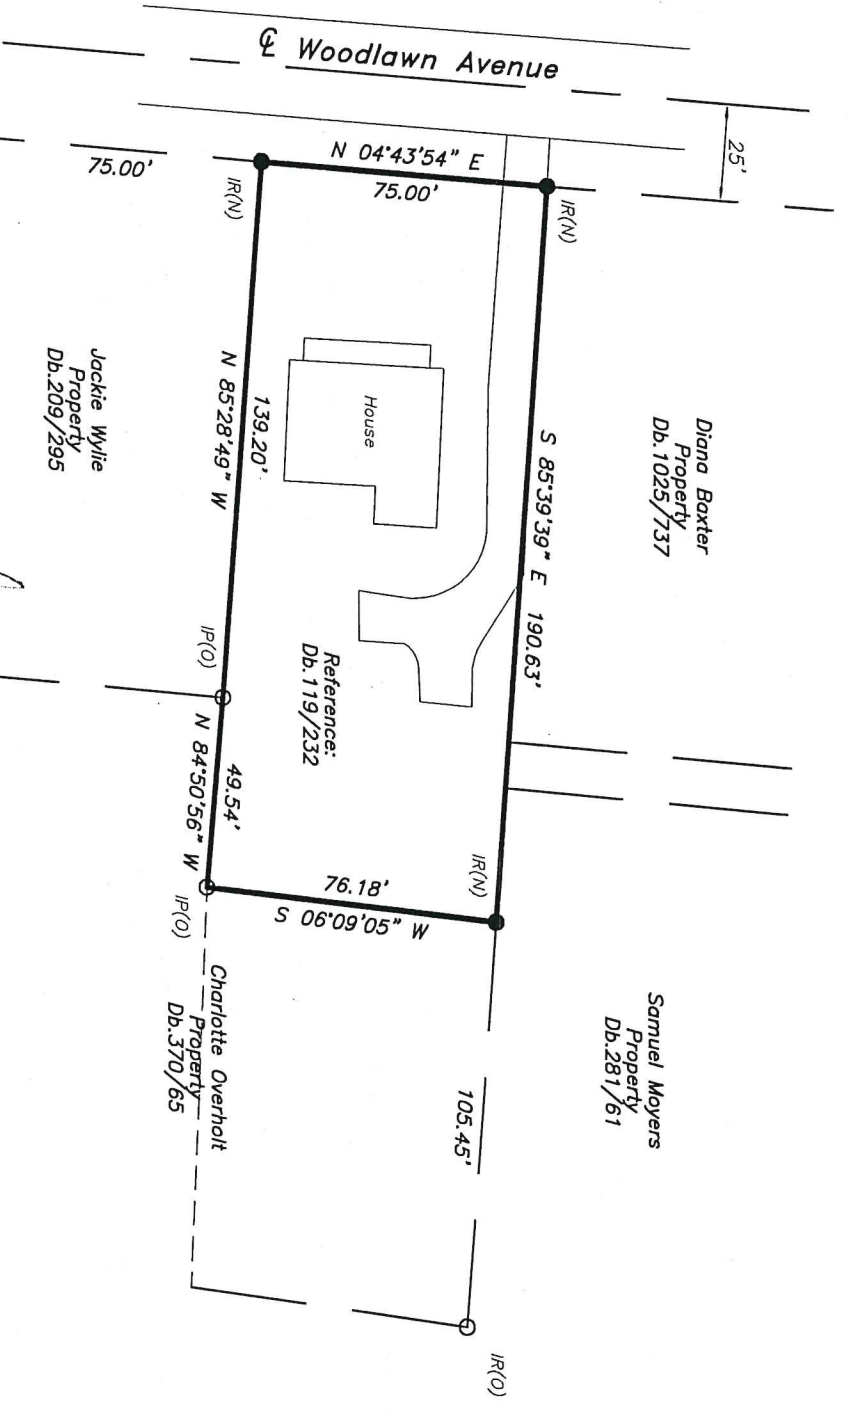 ℄ Woodlawn Avenue
25'
N 04°43'54" E
75.00'
75.00'
IR(N)
IR(N)
Diana Baxter
Property
Db.1025/737
S 85°39'39" E 190.63'
House
139.20'
N 85°28'49" W
Jackie Wylie
Property
Db.209/295
Reference:
Db.119/232
IP(O)
49.54'
N 84°50'56" W
IR(N)
76.18'
S 06°09'05" W
IP(O)
Charlotte Overholt
Property
Db.370/65
Samuel Moyers
Property
Db.281/61
105.45'
IR(O)